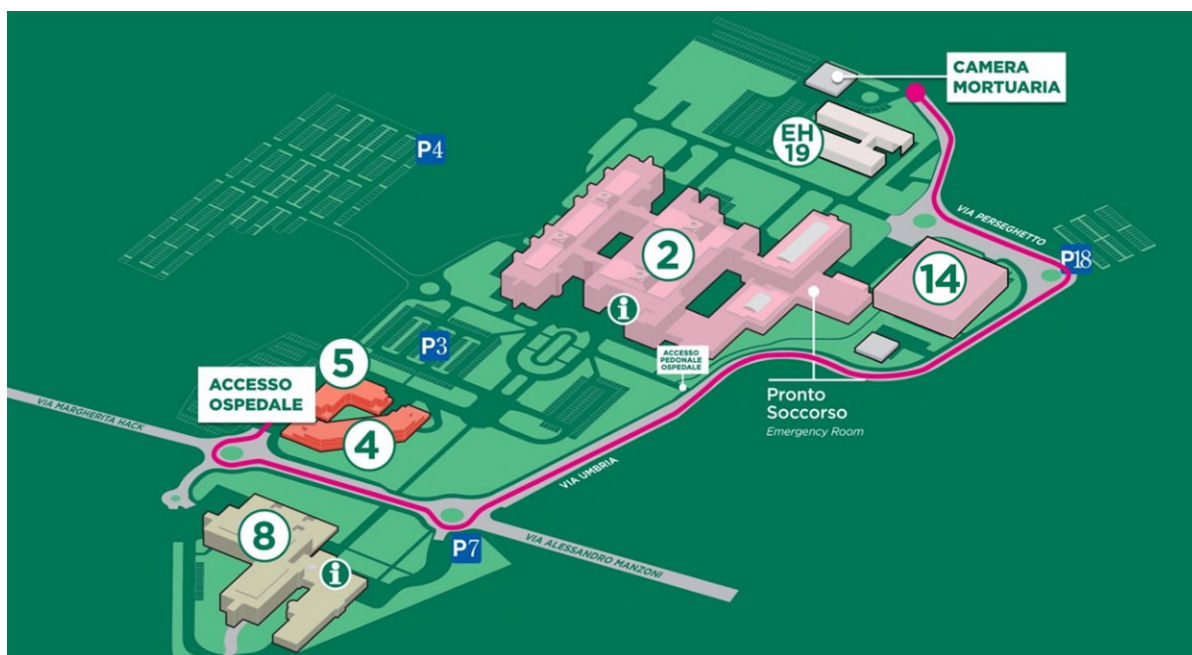 CAMERA
MORTUARIA
EH
19
P4
VIA PERSEGHETTO
P18
2
14
i
P3
ACCESSO
PEDONALE
OSPEDALE
5
ACCESSO
OSPEDALE
Pronto
Soccorso
Emergency Room
VIA MARGHERITA MACK
4
VIA UMBRIA
8
P7
VIA ALESSANDRO MANZONI
i